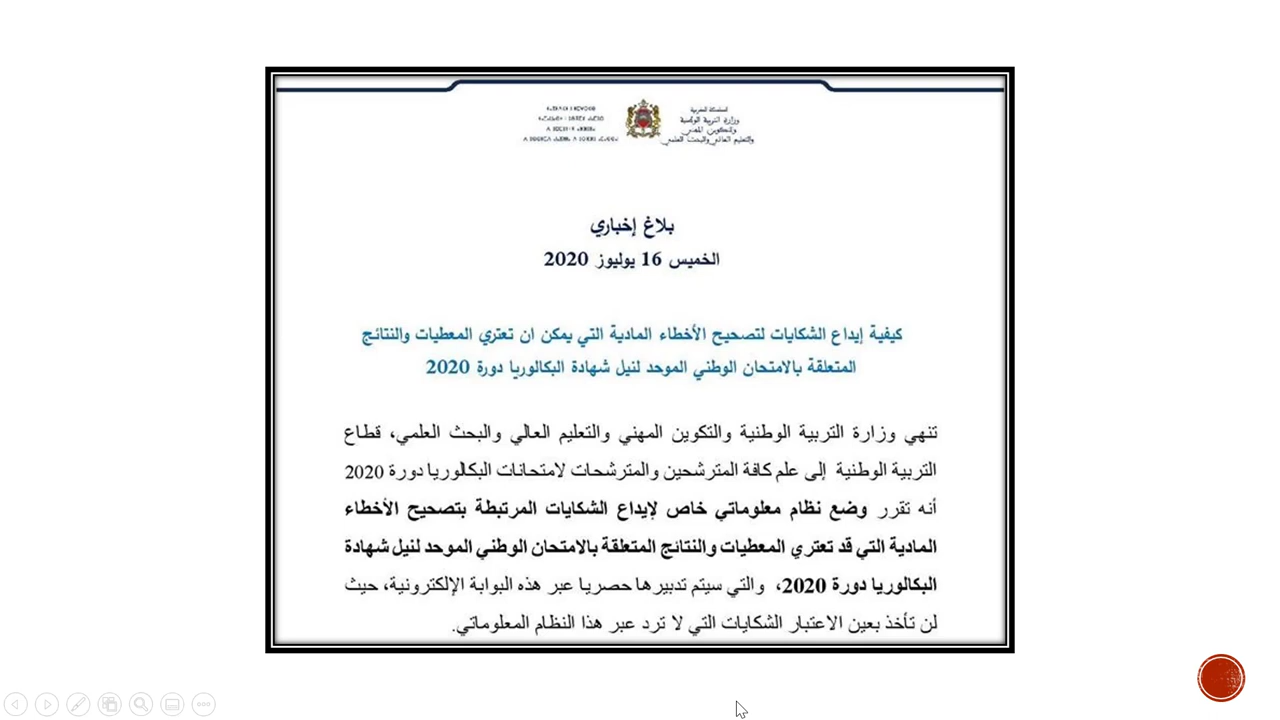 المملكة المغربية
وزارة التربية الوطنية
والتكوين المهني
والتعليم العالي والبحث العلمي
بلاغ إخباري
الخميس 16 يوليوز 2020
كيفية إيداع الشكايات لتصحيح الأخطاء المادية التي يمكن ان تعتري المعطيات والنتائج
المتعلقة بالامتحان الوطني الموحد لنيل شهادة البكالوريا دورة 2020
تنهي وزارة التربية الوطنية والتكوين المهني والتعليم العالي والبحث العلمي، قطاع
التربية الوطنية إلى علم كافة المترشحين والمترشحات لامتحانات البكالوريا دورة 2020
أنه تقرر وضع نظام معلوماتي خاص لإيداع الشكايات المرتبطة بتصحيح الأخطاء
المادية التي قد تعتري المعطيات والنتائج المتعلقة بالامتحان الوطني الموحد لنيل شهادة
البكالوريا دورة 2020، والتي سيتم تدبيرها حصريا عبر هذه البوابة الإلكترونية، حيث
لن تأخذ بعين الاعتبار الشكايات التي لا ترد عبر هذا النظام المعلوماتي.